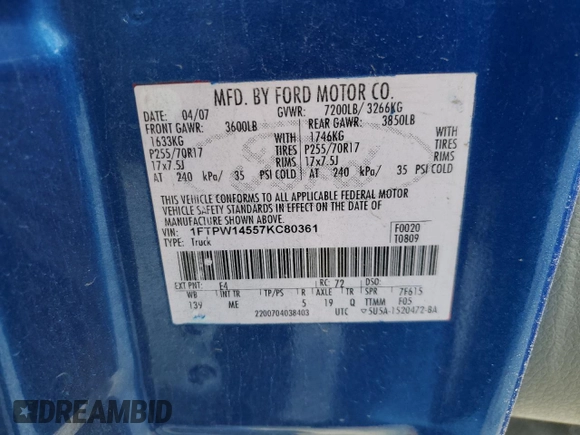 MFD. BY FORD MOTOR CO.
DATE: 04/07 GVWR: 7200LB/ 3266KG
FRONT GAWR: 3600LB REAR GAWR: 3850LB
1633KG WITH 1746KG WITH
P255/70R17 TIRES P255/70R17 TIRES
17x7.5J RIMS 17x7.5J RIMS
AT 240 kPa/ 35 PSI COLD AT 240 kPa/ 35 PSI COLD
THIS VEHICLE CONFORMS TO ALL APPLICABLE FEDERAL MOTOR
VEHICLE SAFETY STANDARDS IN EFFECT ON THE DATE OF
MANUFACTURE SHOWN ABOVE.
VIN: 1FTPW14557KC80361 F0020
TYPE: Truck T0809
EXT PNT: E4 RC: 72 DSO:
WB INT TR TP/PS R AXLE TR SPR 7F615
139 ME 5 19 Q TTMM F05
2200704038403 UTC 5U5A-1520472-BA
DREAMBID